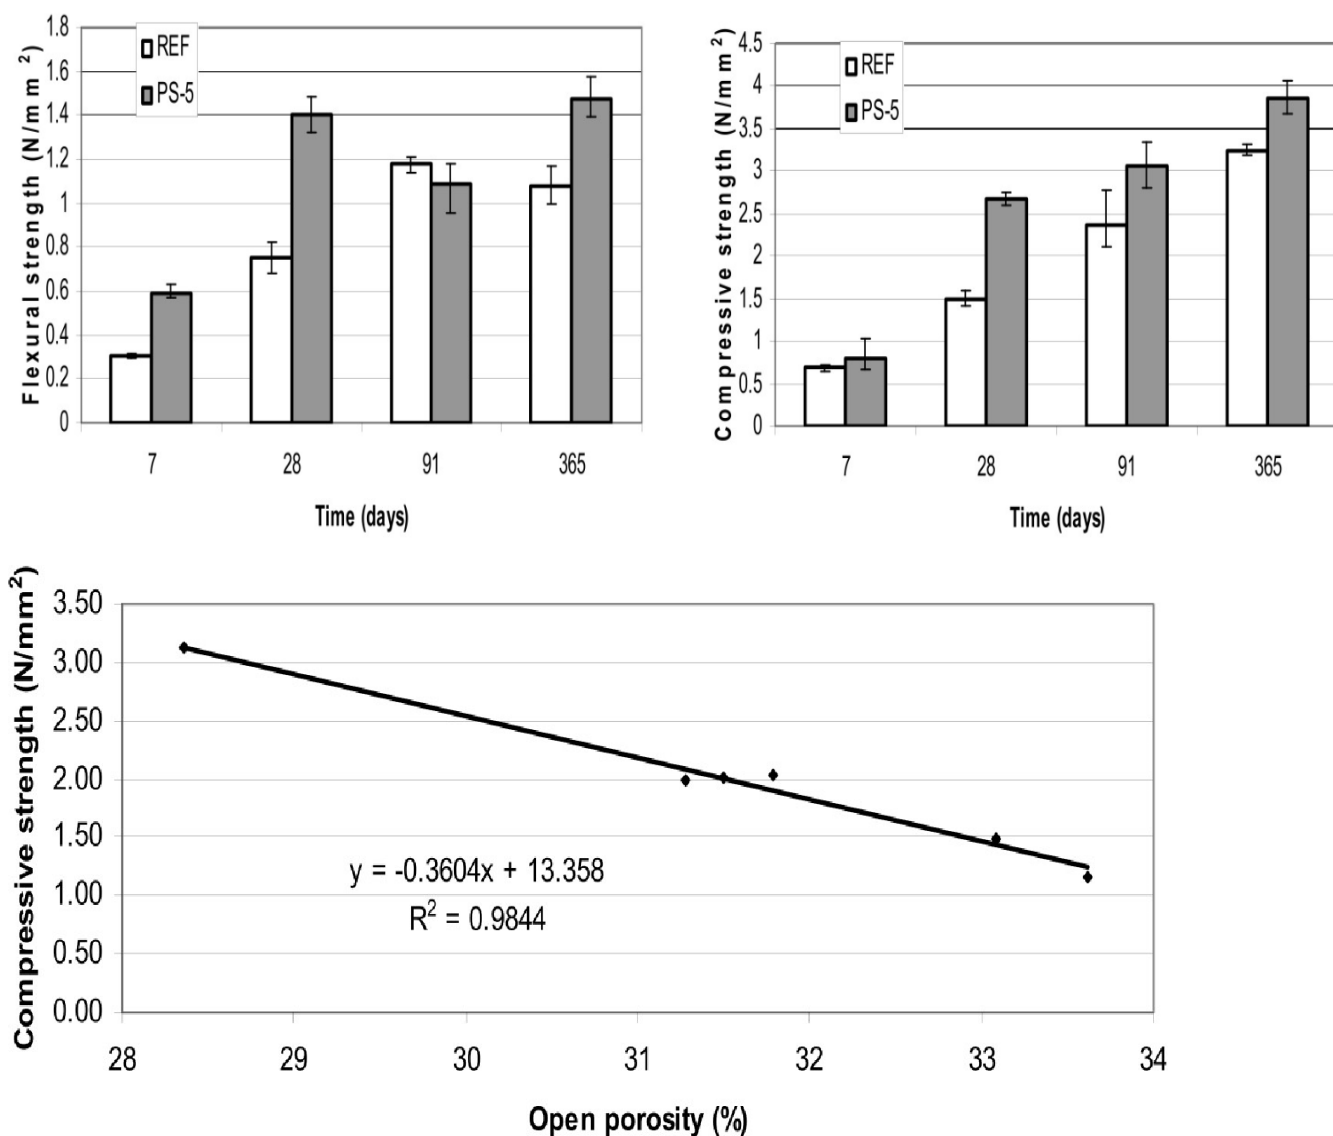 Flexural strength (N/mm²)
1.8
1.6
1.4
1.2
1
0.8
0.6
0.4
0.2
0
REF
PS-5
7 28 91 365
Time (days)
Compressive strength (N/mm²)
4.5
4
3.5
3
2.5
2
1.5
1
0.5
0
REF
PS-5
7 28 91 365
Time (days)
Compressive strength (N/mm²)
3.50
3.00
2.50
2.00
1.50
1.00
0.50
0.00
y = -0.3604x + 13.358
R² = 0.9844
28 29 30 31 32 33 34
Open porosity (%)